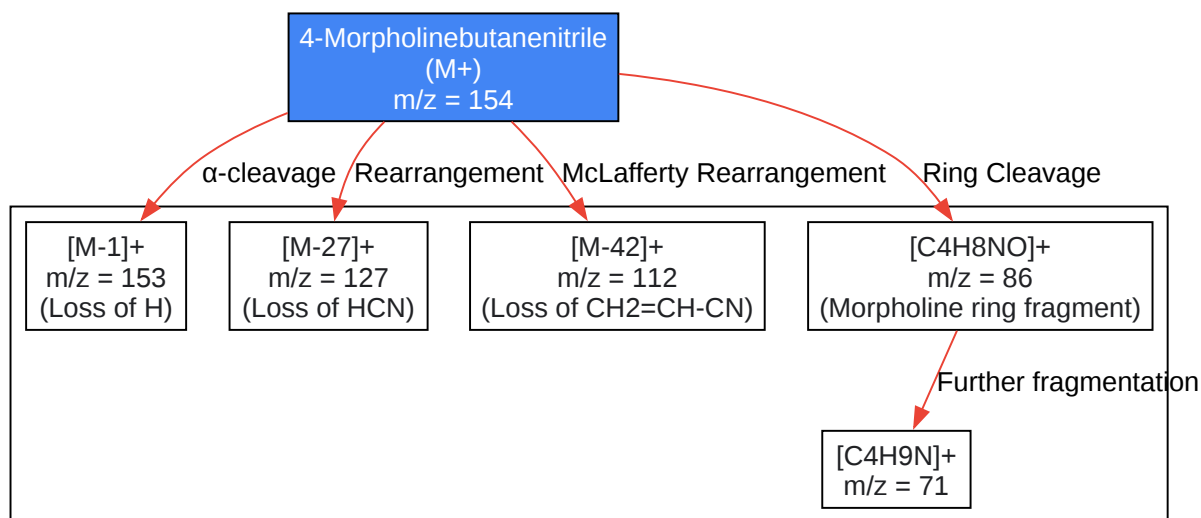 4-Morpholinebutanenitrile
(M+)
m/z = 154
α-cleavage
Rearrangement
McLafferty Rearrangement
Ring Cleavage
[M-1]+
m/z = 153
(Loss of H)
[M-27]+
m/z = 127
(Loss of HCN)
[M-42]+
m/z = 112
(Loss of CH2=CH-CN)
[C4H8NO]+
m/z = 86
(Morpholine ring fragment)
Further fragmentation
[C4H9N]+
m/z = 71